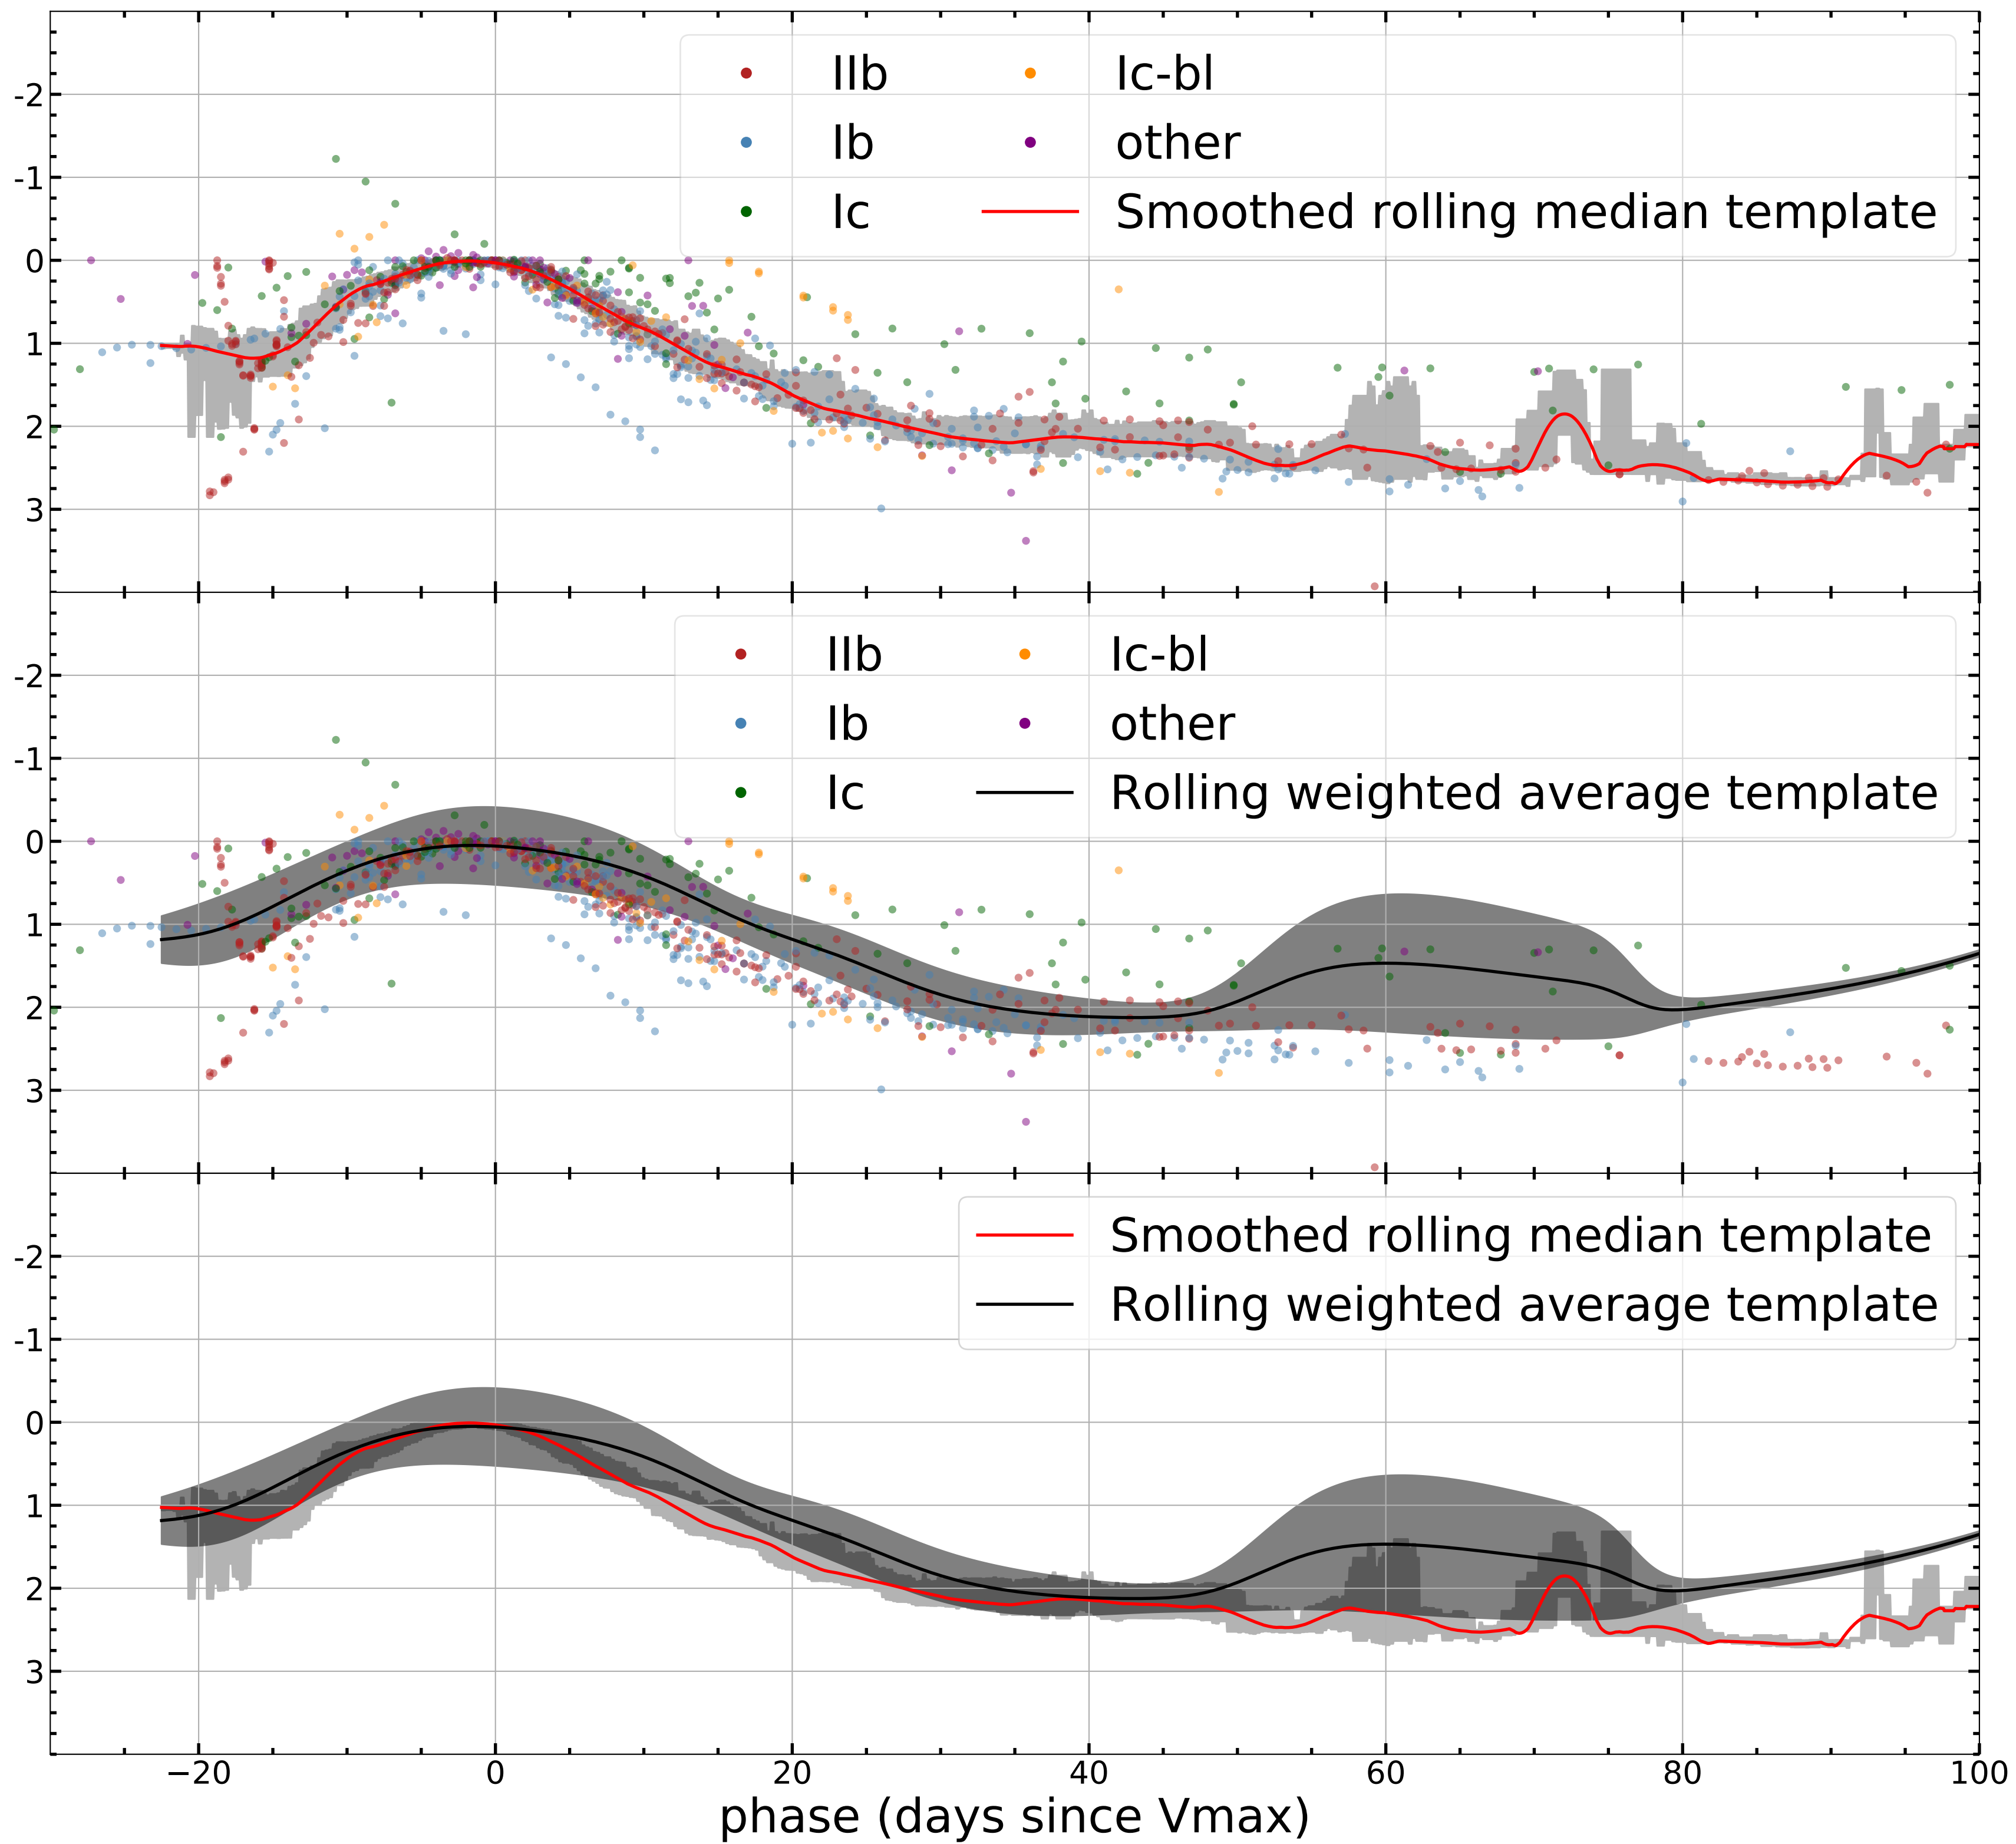 IIb Ic-bl
Ib other
Ic Smoothed rolling median template
-2
-1
0
1
2
3
IIb Ic-bl
Ib other
Ic Rolling weighted average template
-2
-1
0
1
2
3
Smoothed rolling median template
Rolling weighted average template
-2
-1
0
1
2
3
−20 0 20 40 60 80 100
phase (days since Vmax)